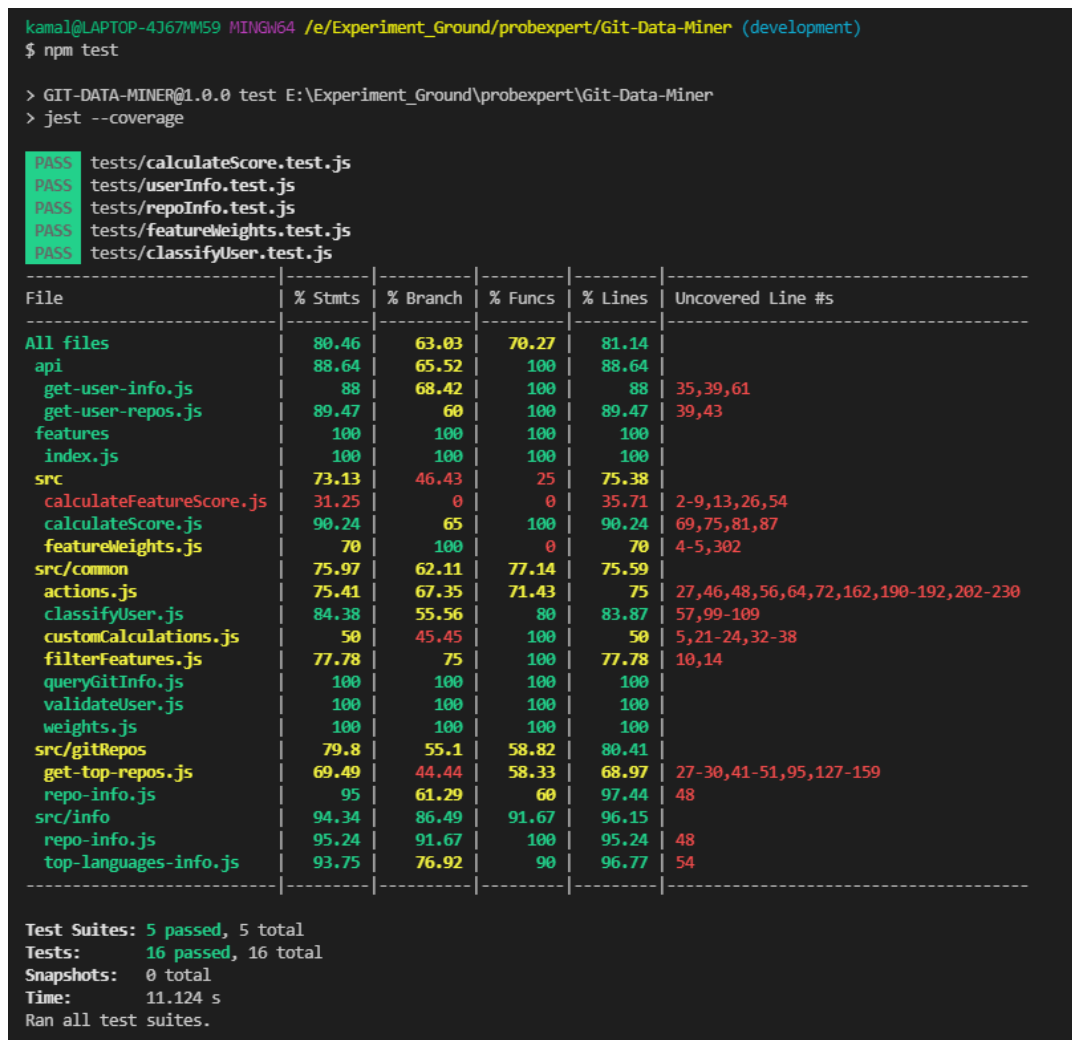 kamal@LAPTOP-4J67MM59 MINGW64 /e/Experiment_Ground/probexpert/Git-Data-Miner (development)
$ npm test
> GIT-DATA-MINER@1.0.0 test E:\Experiment_Ground\probexpert\Git-Data-Miner
> jest --coverage
PASS tests/calculateScore.test.js
PASS tests/userInfo.test.js
PASS tests/repoInfo.test.js
PASS tests/featureWeights.test.js
PASS tests/classifyUser.test.js
---------------------------|---------|----------|---------|---------|---------------------------------------
File                       | % Stmts | % Branch | % Funcs | % Lines | Uncovered Line #s
---------------------------|---------|----------|---------|---------|---------------------------------------
All files                  |   80.46 |    63.03 |   70.27 |   81.14 |
 api                       |   88.64 |    65.52 |     100 |   88.64 |
  get-user-info.js         |      88 |    68.42 |     100 |      88 | 35,39,61
  get-user-repos.js        |   89.47 |       60 |     100 |   89.47 | 39,43
 features                  |     100 |      100 |     100 |     100 |
  index.js                 |     100 |      100 |     100 |     100 |
 src                       |   73.13 |    46.43 |      25 |   75.38 |
  calculateFeatureScore.js |   31.25 |        0 |       0 |   35.71 | 2-9,13,26,54
  calculateScore.js        |   90.24 |       65 |     100 |   90.24 | 69,75,81,87
  featureWeights.js        |      70 |      100 |       0 |      70 | 4-5,302
 src/common                |   75.97 |    62.11 |   77.14 |   75.59 |
  actions.js               |   75.41 |    67.35 |   71.43 |      75 | 27,46,48,56,64,72,162,190-192,202-230
  classifyUser.js          |   84.38 |    55.56 |      80 |   83.87 | 57,99-109
  customCalculations.js    |      50 |    45.45 |     100 |      50 | 5,21-24,32-38
  filterFeatures.js        |   77.78 |       75 |     100 |   77.78 | 10,14
  queryGitInfo.js          |     100 |      100 |     100 |     100 |
  validateUser.js          |     100 |      100 |     100 |     100 |
  weights.js               |     100 |      100 |     100 |     100 |
 src/gitRepos              |    79.8 |     55.1 |   58.82 |   80.41 |
  get-top-repos.js         |   69.49 |    44.44 |   58.33 |   68.97 | 27-30,41-51,95,127-159
  repo-info.js             |      95 |    61.29 |      60 |   97.44 | 48
 src/info                  |   94.34 |    86.49 |   91.67 |   96.15 |
  repo-info.js             |   95.24 |    91.67 |     100 |   95.24 | 48
  top-languages-info.js    |   93.75 |    76.92 |      90 |   96.77 | 54
---------------------------|---------|----------|---------|---------|---------------------------------------
Test Suites: 5 passed, 5 total
Tests:       16 passed, 16 total
Snapshots:   0 total
Time:        11.124 s
Ran all test suites.